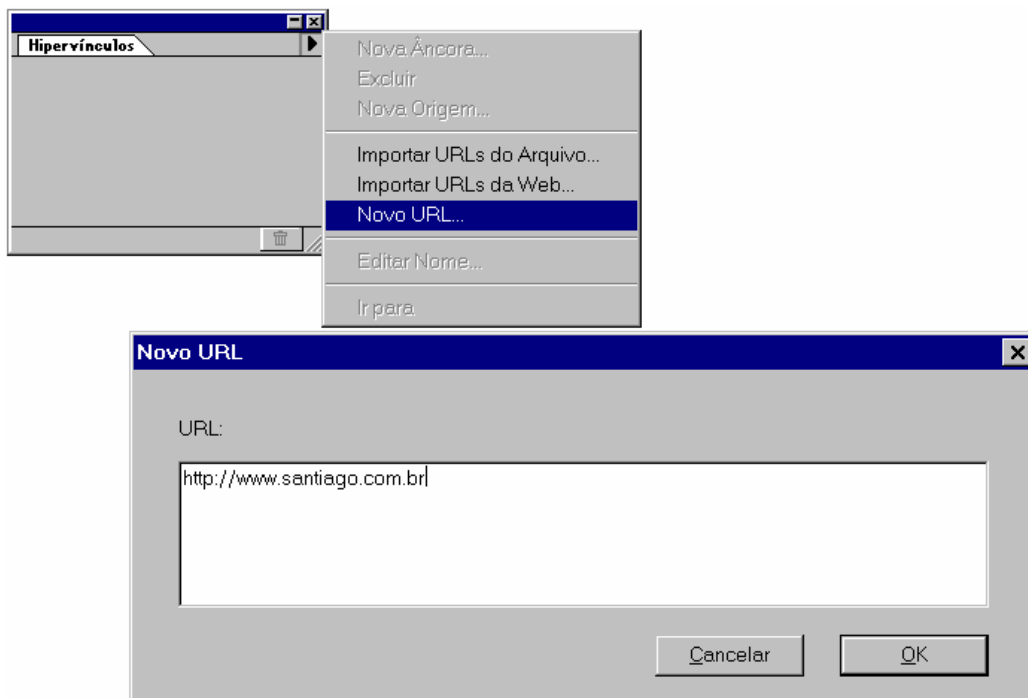 Hipervínculos
Nova Âncora...
Excluir
Nova Origem...
Importar URLs do Arquivo...
Importar URLs da Web...
Novo URL...
Editar Nome...
Ir para
Novo URL
URL:
http://www.santiago.com.br
Cancelar
OK